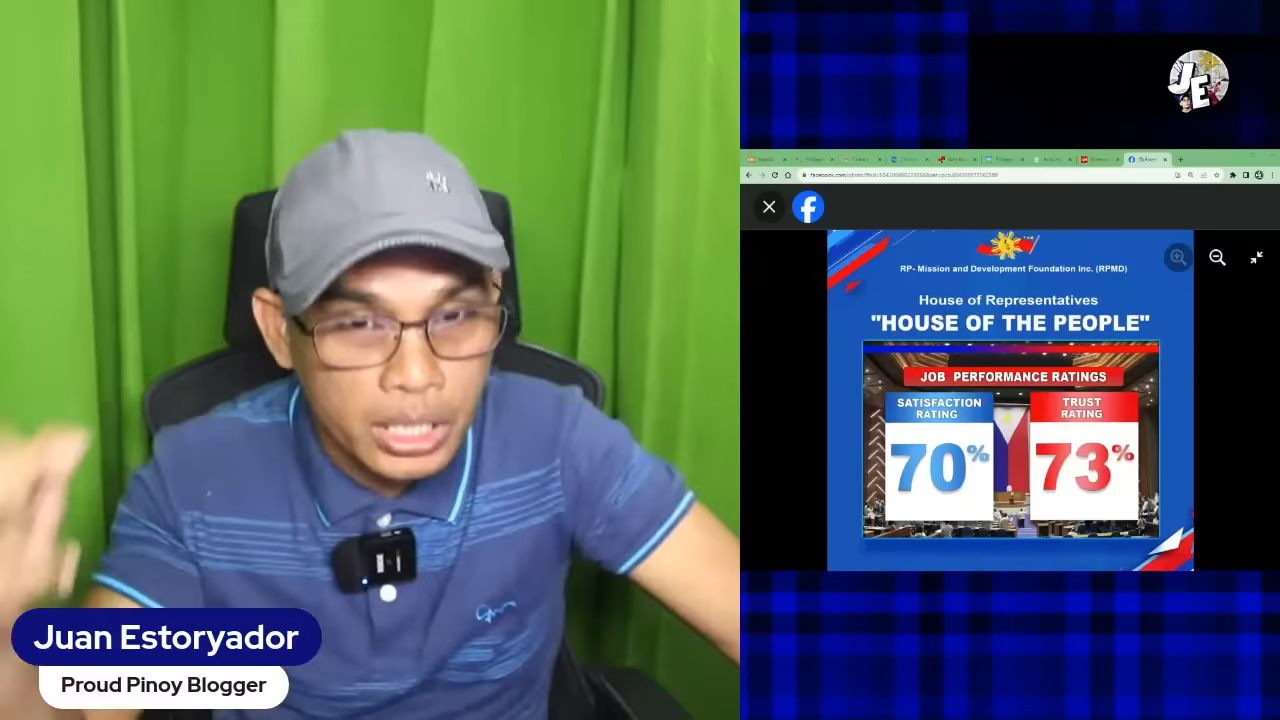 Juan Estoryador
Proud Pinoy Blogger
JE
RP- Mission and Development Foundation Inc. (RPMD)
House of Representatives
"HOUSE OF THE PEOPLE"
JOB PERFORMANCE RATINGS
SATISFACTION
RATING
70%
TRUST
RATING
73%